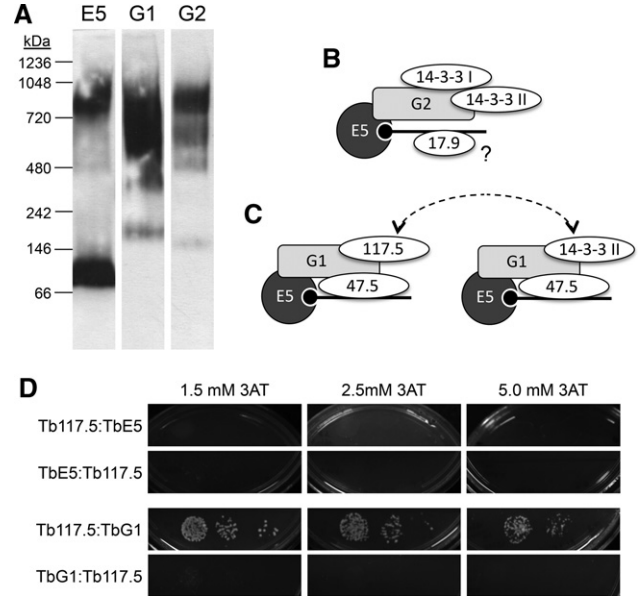 A
E5 G1 G2
kDa
1236
1048
720
480
242
146
66
B
14-3-3 I
G2
14-3-3 II
E5
17.9
?
C
117.5
14-3-3 II
G1
G1
47.5
47.5
E5
E5
D
1.5 mM 3AT 2.5mM 3AT 5.0 mM 3AT
Tb117.5:TbE5
TbE5:Tb117.5
Tb117.5:TbG1
TbG1:Tb117.5